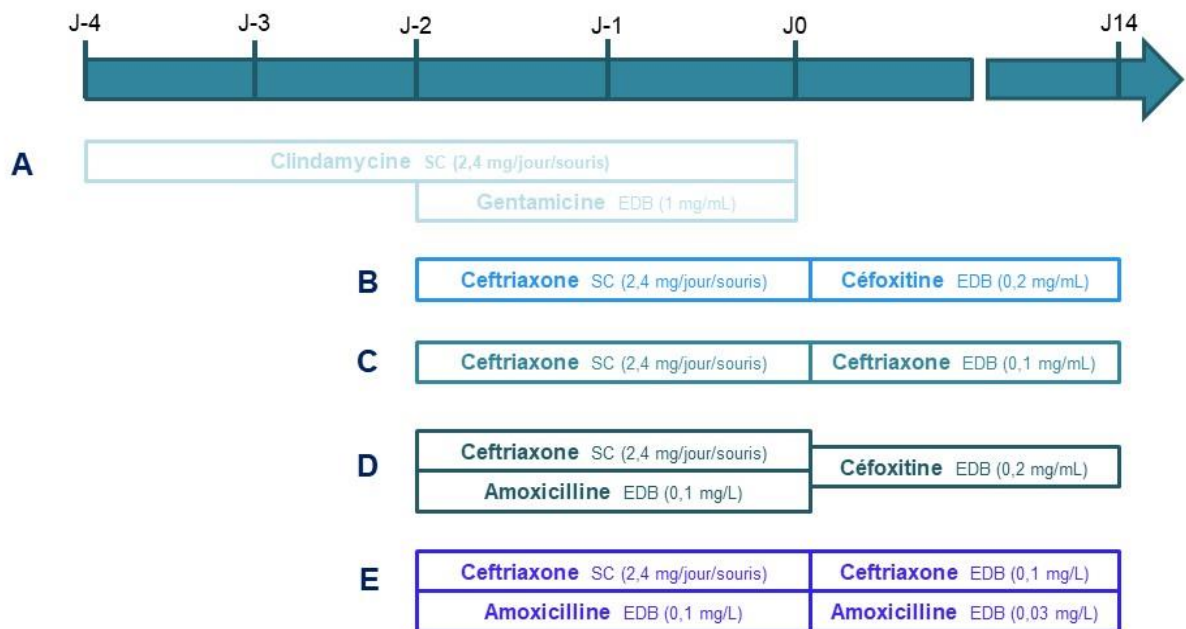 J-4 J-3 J-2 J-1 J0 J14
A
Clindamycine SC (2,4 mg/jour/souris)
Gentamicine EDB (1 mg/mL)
B
Ceftriaxone SC (2,4 mg/jour/souris) Céfoxitine EDB (0,2 mg/mL)
C
Ceftriaxone SC (2,4 mg/jour/souris) Ceftriaxone EDB (0,1 mg/mL)
D
Ceftriaxone SC (2,4 mg/jour/souris)
Amoxicilline EDB (0,1 mg/L)
Céfoxitine EDB (0,2 mg/mL)
E
Ceftriaxone SC (2,4 mg/jour/souris) Ceftriaxone EDB (0,1 mg/L)
Amoxicilline EDB (0,1 mg/L) Amoxicilline EDB (0,03 mg/L)